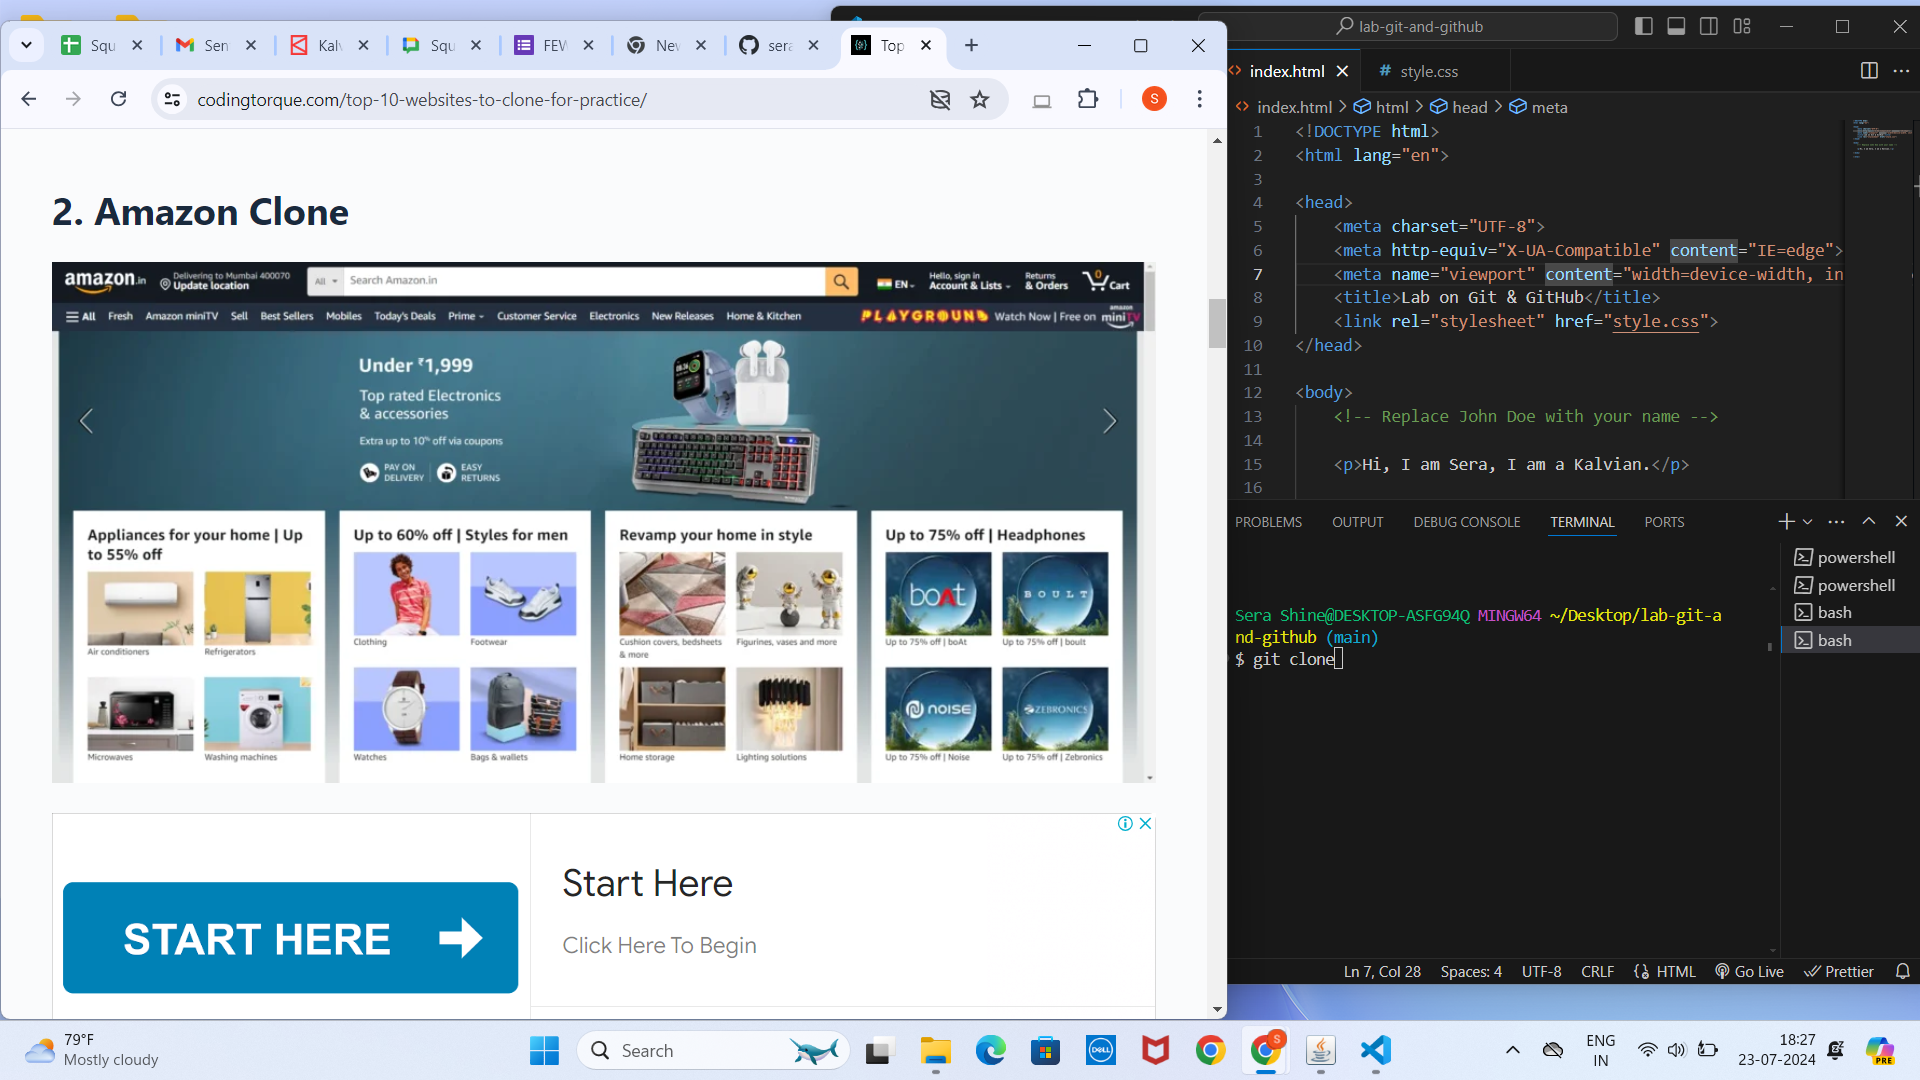 Squ
Sen
Kalv
Squ
FEW
New
sera
Top
codingtorque.com/top-10-websites-to-clone-for-practice/
S
2. Amazon Clone
amazon.in
Delivering to Mumbai 400070
Update location
All
Search Amazon.in
EN
Hello, sign in
Account & Lists
Returns
& Orders
0
Cart
All
Fresh
Amazon miniTV
Sell
Best Sellers
Mobiles
Today's Deals
Prime
Customer Service
Electronics
New Releases
Home & Kitchen
PLAYGROUND
Watch Now | Free on
amazon
miniTV
Under ₹1,999
Top rated Electronics
& accessories
Extra up to 10% off via coupons
PAY ON
DELIVERY
EASY
RETURNS
Appliances for your home | Up
to 55% off
Air conditioners
Refrigerators
Microwaves
Washing machines
Up to 60% off | Styles for men
Clothing
Footwear
Watches
Bags & wallets
Revamp your home in style
Cushion covers, bedsheets
& more
Figurines, vases and more
Home storage
Lighting solutions
Up to 75% off | Headphones
boAt
BOULT
Up to 75% off | boAt
Up to 75% off | boult
NOISE
ZEBRONICS
Up to 75% off | Noise
Up to 75% off | Zebronics
START HERE
Start Here
Click Here To Begin
lab-git-and-github
index.html
# style.css
index.html > html > head > meta
1 <!DOCTYPE html>
2 <html lang="en">
3
4 <head>
5 <meta charset="UTF-8">
6 <meta http-equiv="X-UA-Compatible" content="IE=edge">
7 <meta name="viewport" content="width=device-width, in
8 <title>Lab on Git & GitHub</title>
9 <link rel="stylesheet" href="style.css">
10 </head>
11
12 <body>
13 <!-- Replace John Doe with your name -->
14
15 <p>Hi, I am Sera, I am a Kalvian.</p>
16
PROBLEMS
OUTPUT
DEBUG CONSOLE
TERMINAL
PORTS
powershell
powershell
bash
bash
Sera Shine@DESKTOP-ASFG94Q MINGW64 ~/Desktop/lab-git-a
nd-github (main)
$ git clone
Ln 7, Col 28
Spaces: 4
UTF-8
CRLF
HTML
Go Live
Prettier
79°F
Mostly cloudy
Search
DELL
S
ENG
IN
18:27
23-07-2024
PRE